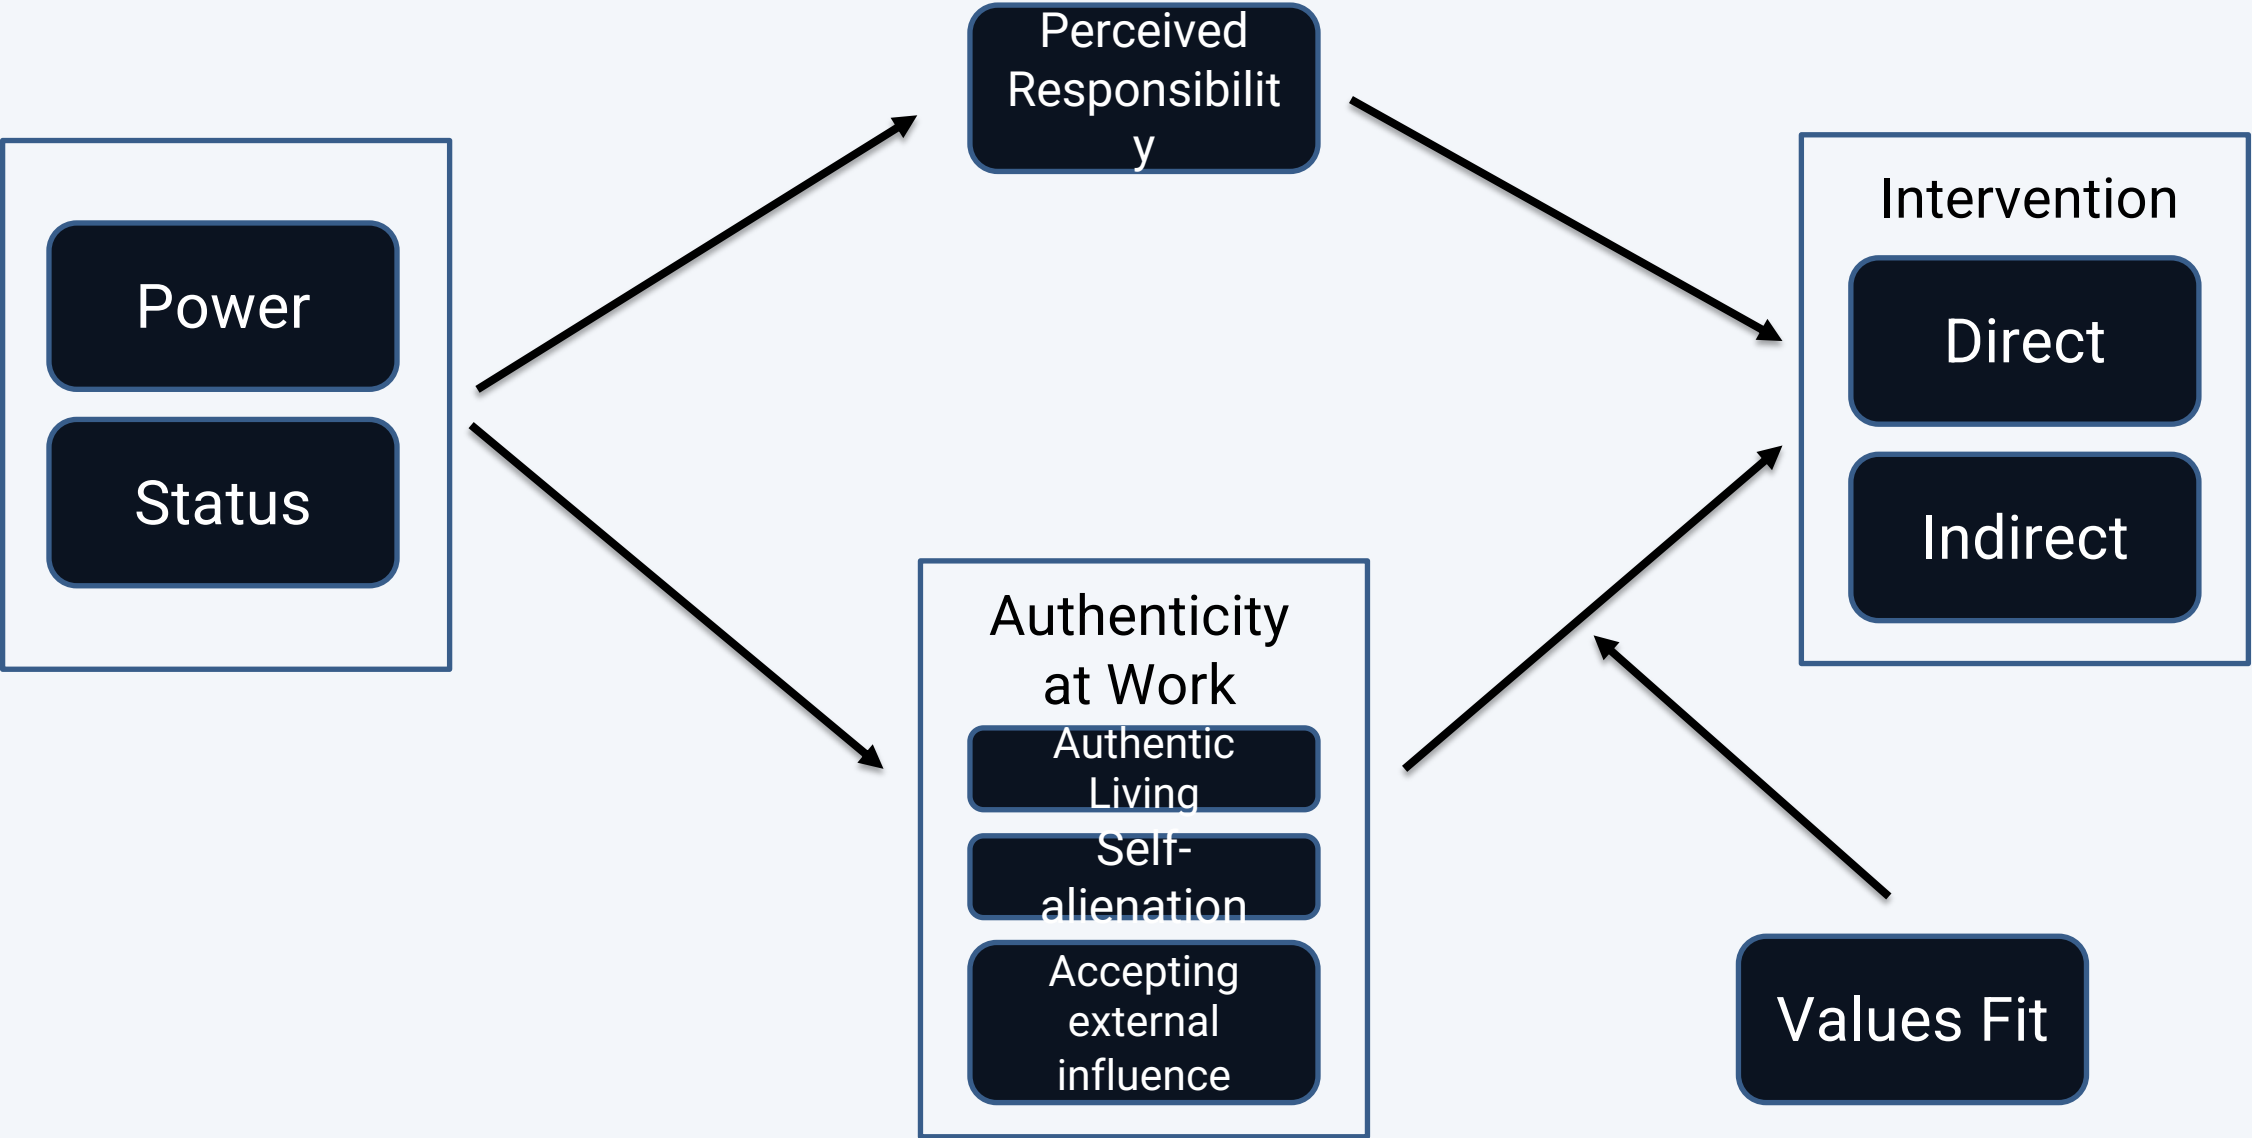 Perceived
Responsibilit
y
Power
Status
Intervention
Direct
Indirect
Authenticity
at Work
Authentic
Living
Self-
alienation
Accepting
external
influence
Values Fit